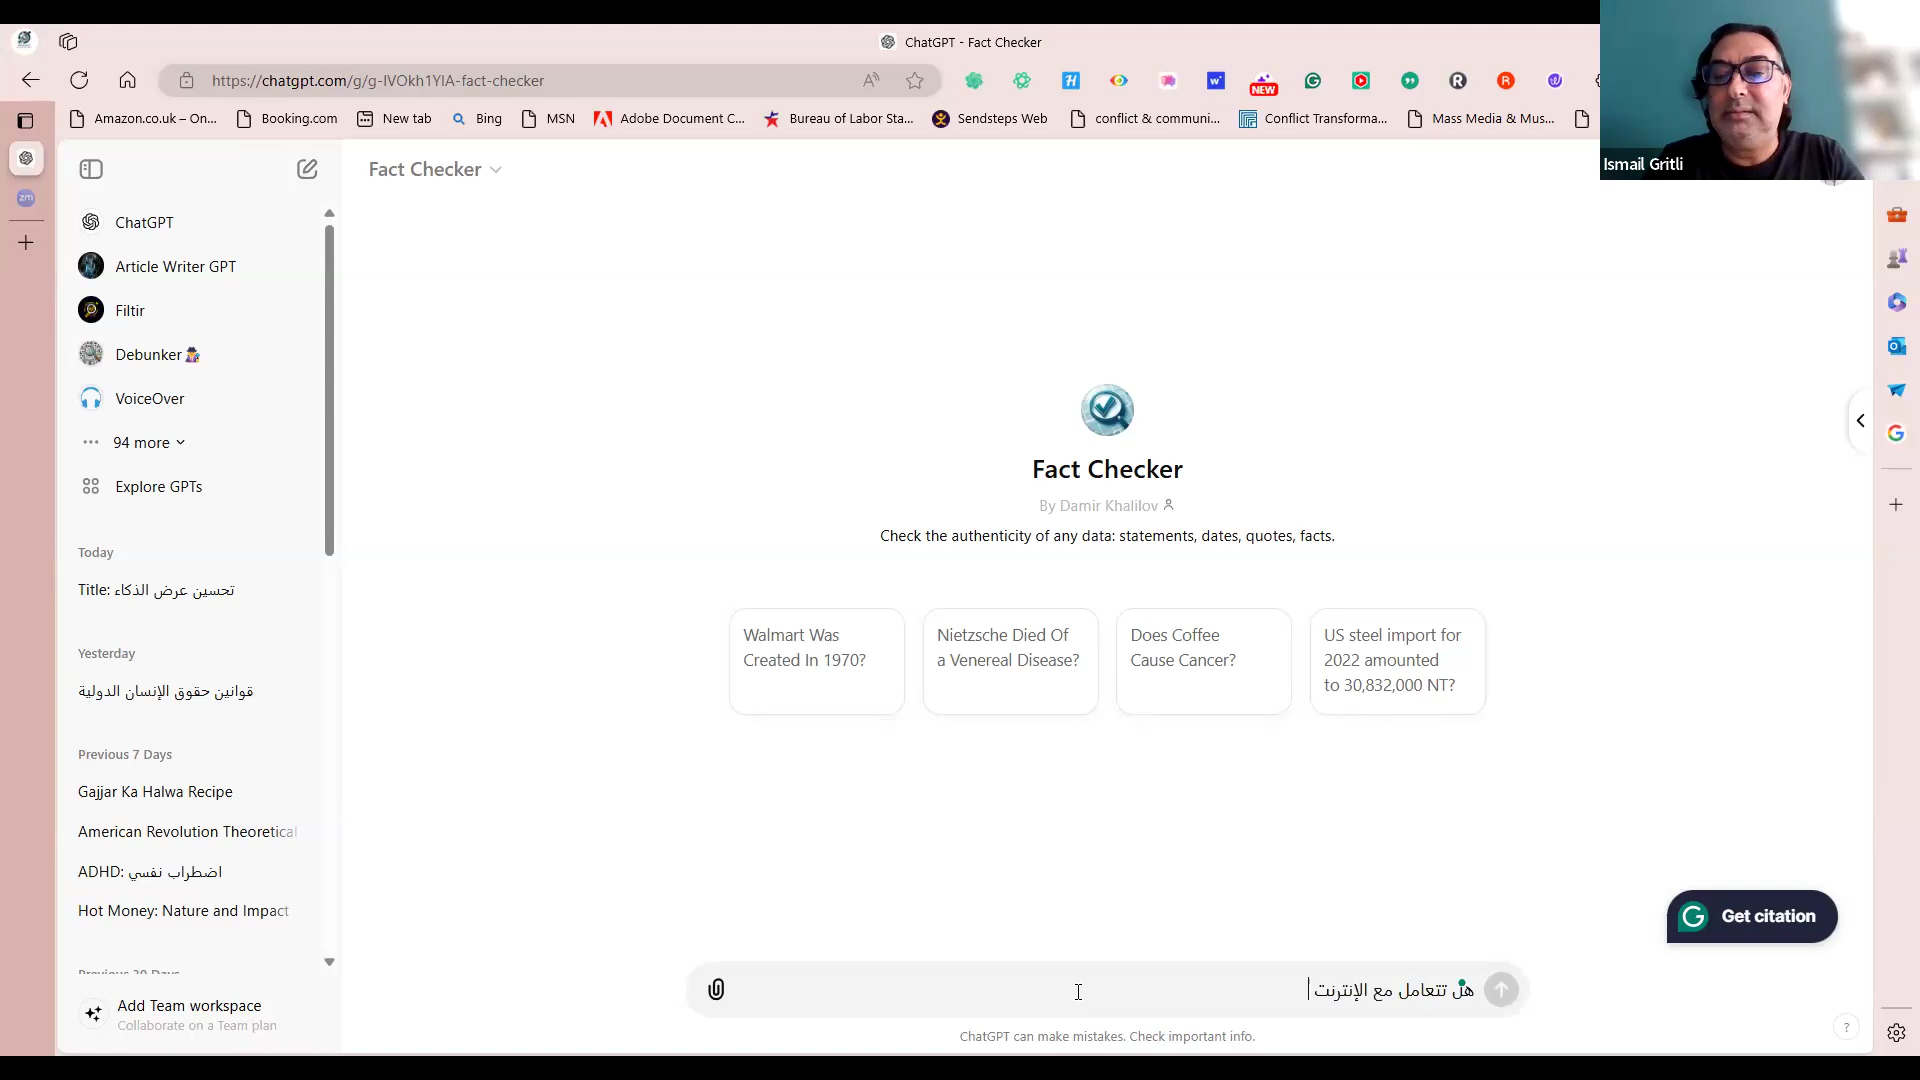 ChatGPT - Fact Checker
https://chatgpt.com/g/g-IVOkh1YIA-fact-checker
NEW
Amazon.co.uk – On...
Booking.com
New tab
Bing
MSN
Adobe Document C...
Bureau of Labor Sta...
Sendsteps Web
conflict & communi...
Conflict Transforma...
Mass Media & Mus...
Ismail Gritli
zm
Fact Checker
ChatGPT
Article Writer GPT
Filtir
Debunker
VoiceOver
94 more
Explore GPTs
Today
Title: تحسين عرض الذكاء
Yesterday
قوانين حقوق الإنسان الدولية
Previous 7 Days
Gajjar Ka Halwa Recipe
American Revolution Theoretical
ADHD: اضطراب نفسي
Hot Money: Nature and Impact
Previous 30 Days
Add Team workspace
Collaborate on a Team plan
Fact Checker
By Damir Khalilov
Check the authenticity of any data: statements, dates, quotes, facts.
Walmart Was
Created In 1970?
Nietzsche Died Of
a Venereal Disease?
Does Coffee
Cause Cancer?
US steel import for
2022 amounted
to 30,832,000 NT?
Get citation
هل تتعامل مع الإنترنت
ChatGPT can make mistakes. Check important info.
?